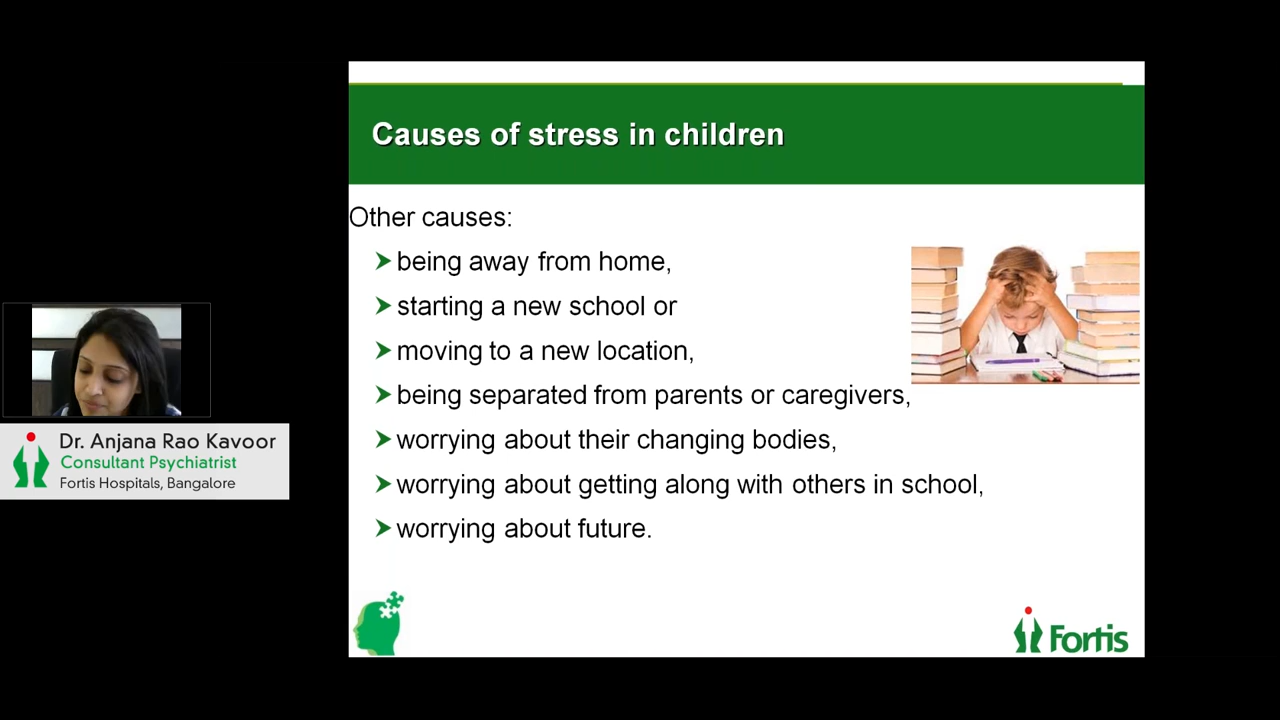 Causes of stress in children
Other causes:
being away from home,
starting a new school or
moving to a new location,
being separated from parents or caregivers,
worrying about their changing bodies,
worrying about getting along with others in school,
worrying about future.
Dr. Anjana Rao Kavoor
Consultant Psychiatrist
Fortis Hospitals, Bangalore
Fortis